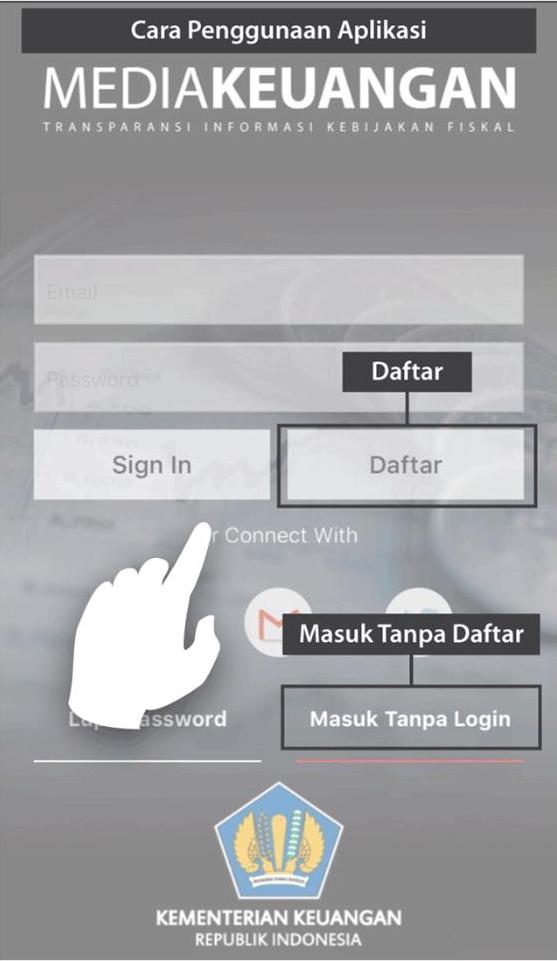 Cara Penggunaan Aplikasi
MEDIAKEUANGAN
TRANSPARANSI INFORMASI KEBIJAKAN FISKAL
Email
Password
Daftar
Sign In
Daftar
Connect With
Masuk Tanpa Daftar
Masuk Tanpa Login
KEMENTERIAN KEUANGAN
REPUBLIK INDONESIA